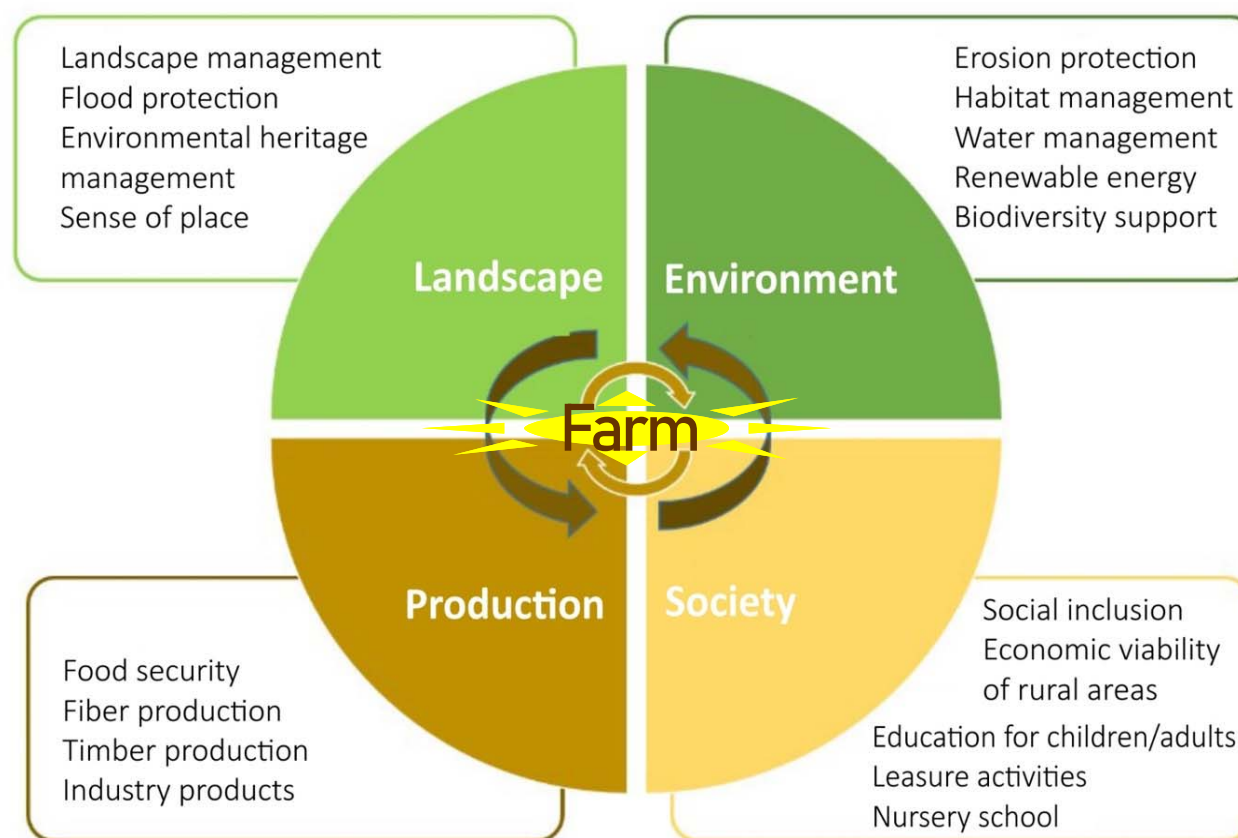 Landscape management
Flood protection
Environmental heritage
management
Sense of place
Erosion protection
Habitat management
Water management
Renewable energy
Biodiversity support
Landscape
Environment
Farm
Production
Society
Food security
Fiber production
Timber production
Industry products
Social inclusion
Economic viability
of rural areas
Education for children/adults
Leasure activities
Nursery school